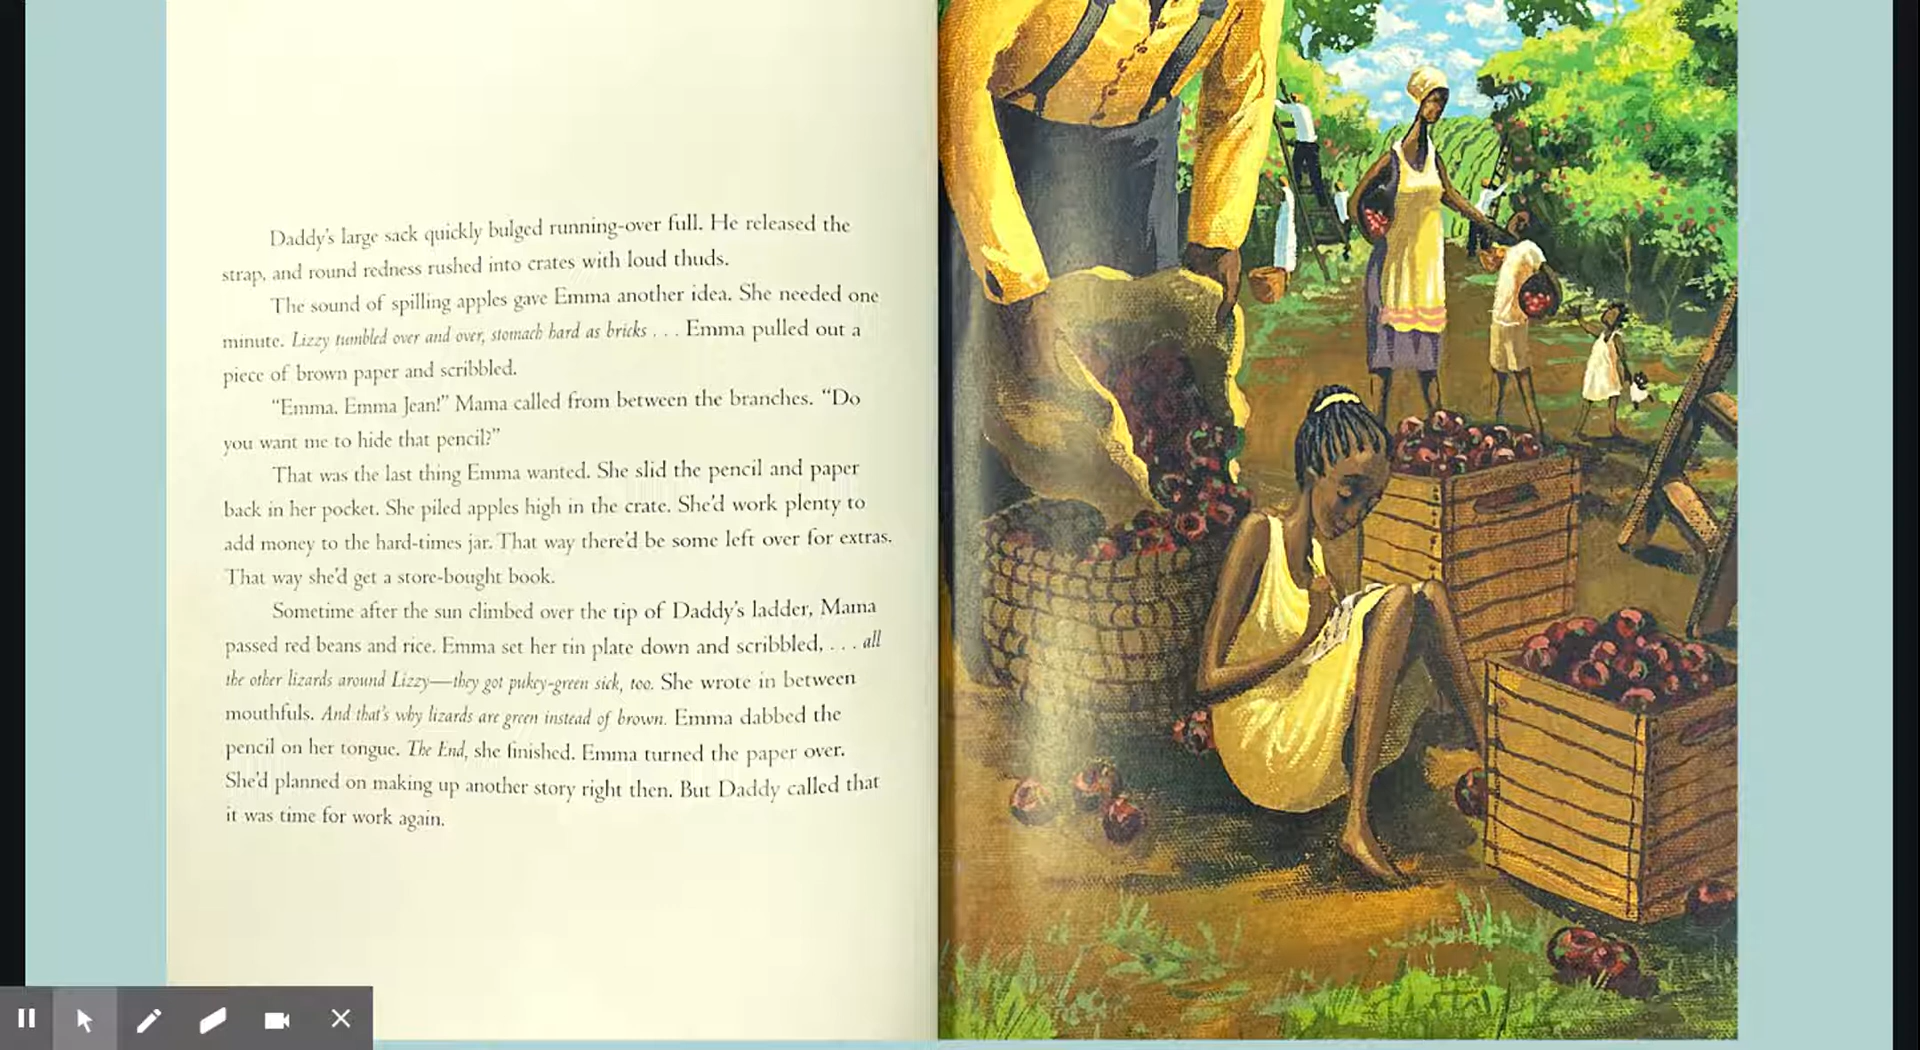 Daddy's large sack quickly bulged running-over full. He released the
strap, and round redness rushed into crates with loud thuds.
The sound of spilling apples gave Emma another idea. She needed one
minute. Lizzy tumbled over and over, stomach hard as bricks . . . Emma pulled out a
piece of brown paper and scribbled.
“Emma, Emma Jean!” Mama called from between the branches. “Do
you want me to hide that pencil?”
That was the last thing Emma wanted. She slid the pencil and paper
back in her pocket. She piled apples high in the crate. She'd work plenty to
add money to the hard-times jar. That way there'd be some left over for extras.
That way she'd get a store-bought book.
Sometime after the sun climbed over the tip of Daddy's ladder, Mama
passed red beans and rice. Emma set her tin plate down and scribbled, . . . all
the other lizards around Lizzy—they got pukey-green sick, too. She wrote in between
mouthfuls. And that's why lizards are green instead of brown. Emma dabbed the
pencil on her tongue. The End, she finished. Emma turned the paper over.
She'd planned on making up another story right then. But Daddy called that
it was time for work again.